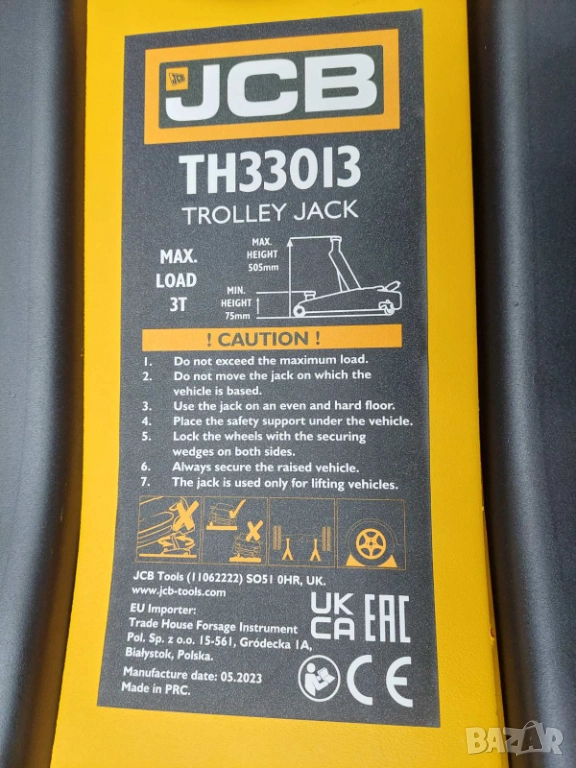 JCB
JCB
TH33013
TROLLEY JACK
MAX.
LOAD
3T
MAX.
HEIGHT
505mm
MIN.
HEIGHT
75mm
! CAUTION !
1. Do not exceed the maximum load.
2. Do not move the jack on which the
vehicle is based.
3. Use the jack on an even and hard floor.
4. Place the safety support under the vehicle.
5. Lock the wheels with the securing
wedges on both sides.
6. Always secure the raised vehicle.
7. The jack is used only for lifting vehicles.
JCB Tools (11062222) SO51 0HR, UK.
www.jcb-tools.com
EU Importer:
Trade House Forsage Instrument
Pol. Sp. z o.o. 15-561, Gródecka 1A,
Białystok, Polska.
Manufacture date: 05.2023
Made in PRC.
UK
CA
EAC
CE
BAZAR